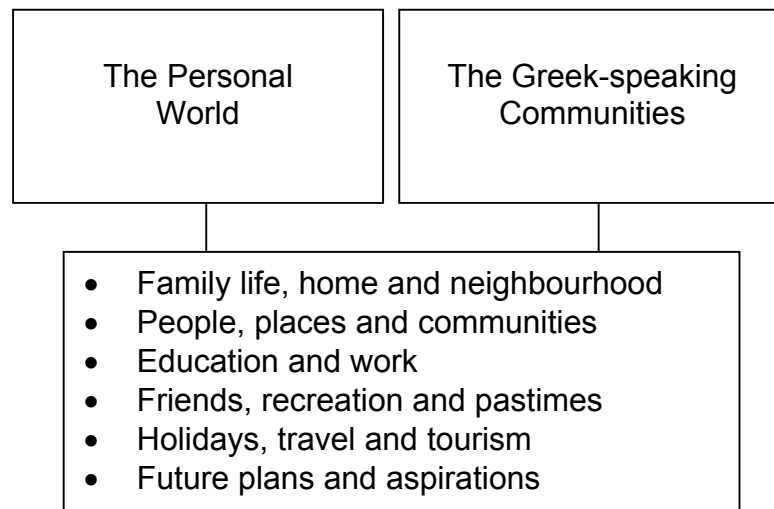 The Personal
World
The Greek-speaking
Communities
• Family life, home and neighbourhood
• People, places and communities
• Education and work
• Friends, recreation and pastimes
• Holidays, travel and tourism
• Future plans and aspirations